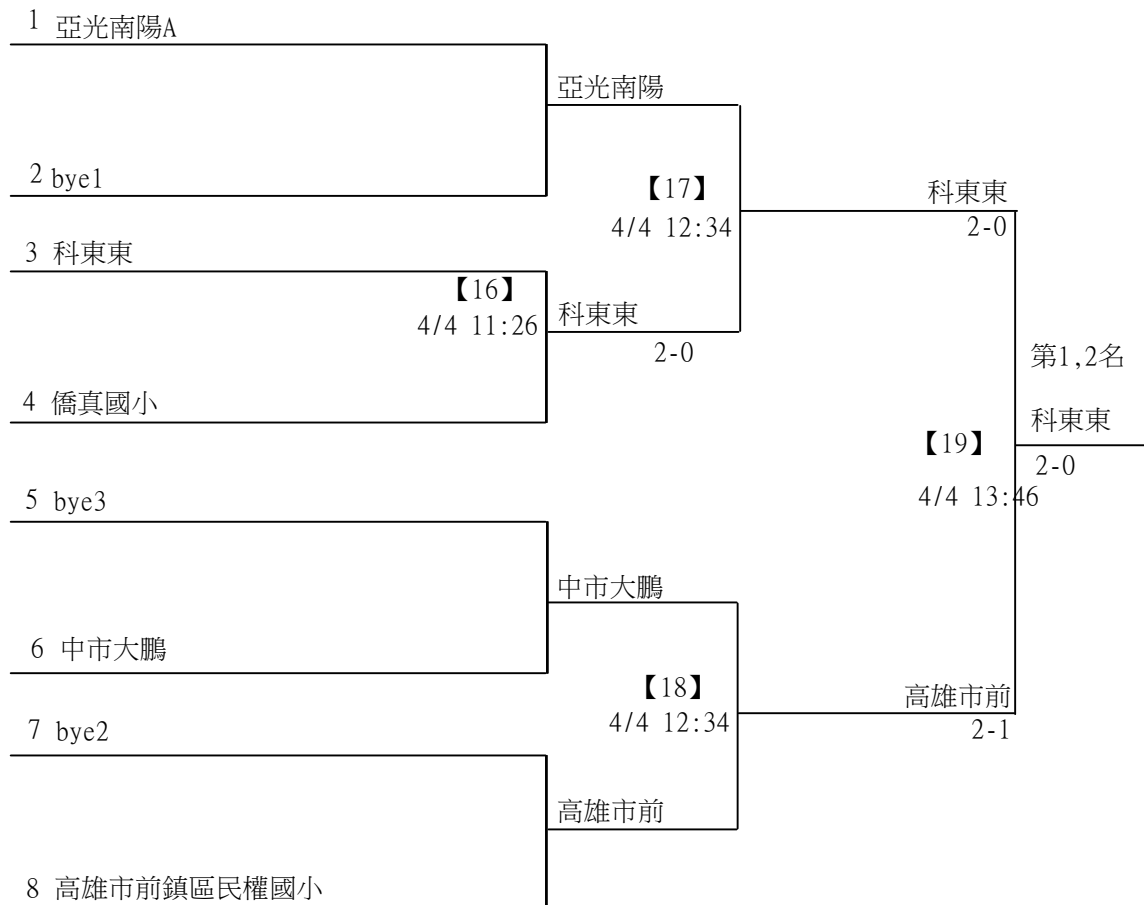 1 亞光南陽A
亞光南陽
2 bye1
【17】
4/4 12:34
科東東
2-0
3 科東東
【16】
4/4 11:26
科東東
2-0
第1,2名
4 僑真國小
科東東
【19】
2-0
4/4 13:46
5 bye3
中市大鵬
6 中市大鵬
【18】
4/4 12:34
高雄市前
2-1
7 bye2
高雄市前
8 高雄市前鎮區民權國小